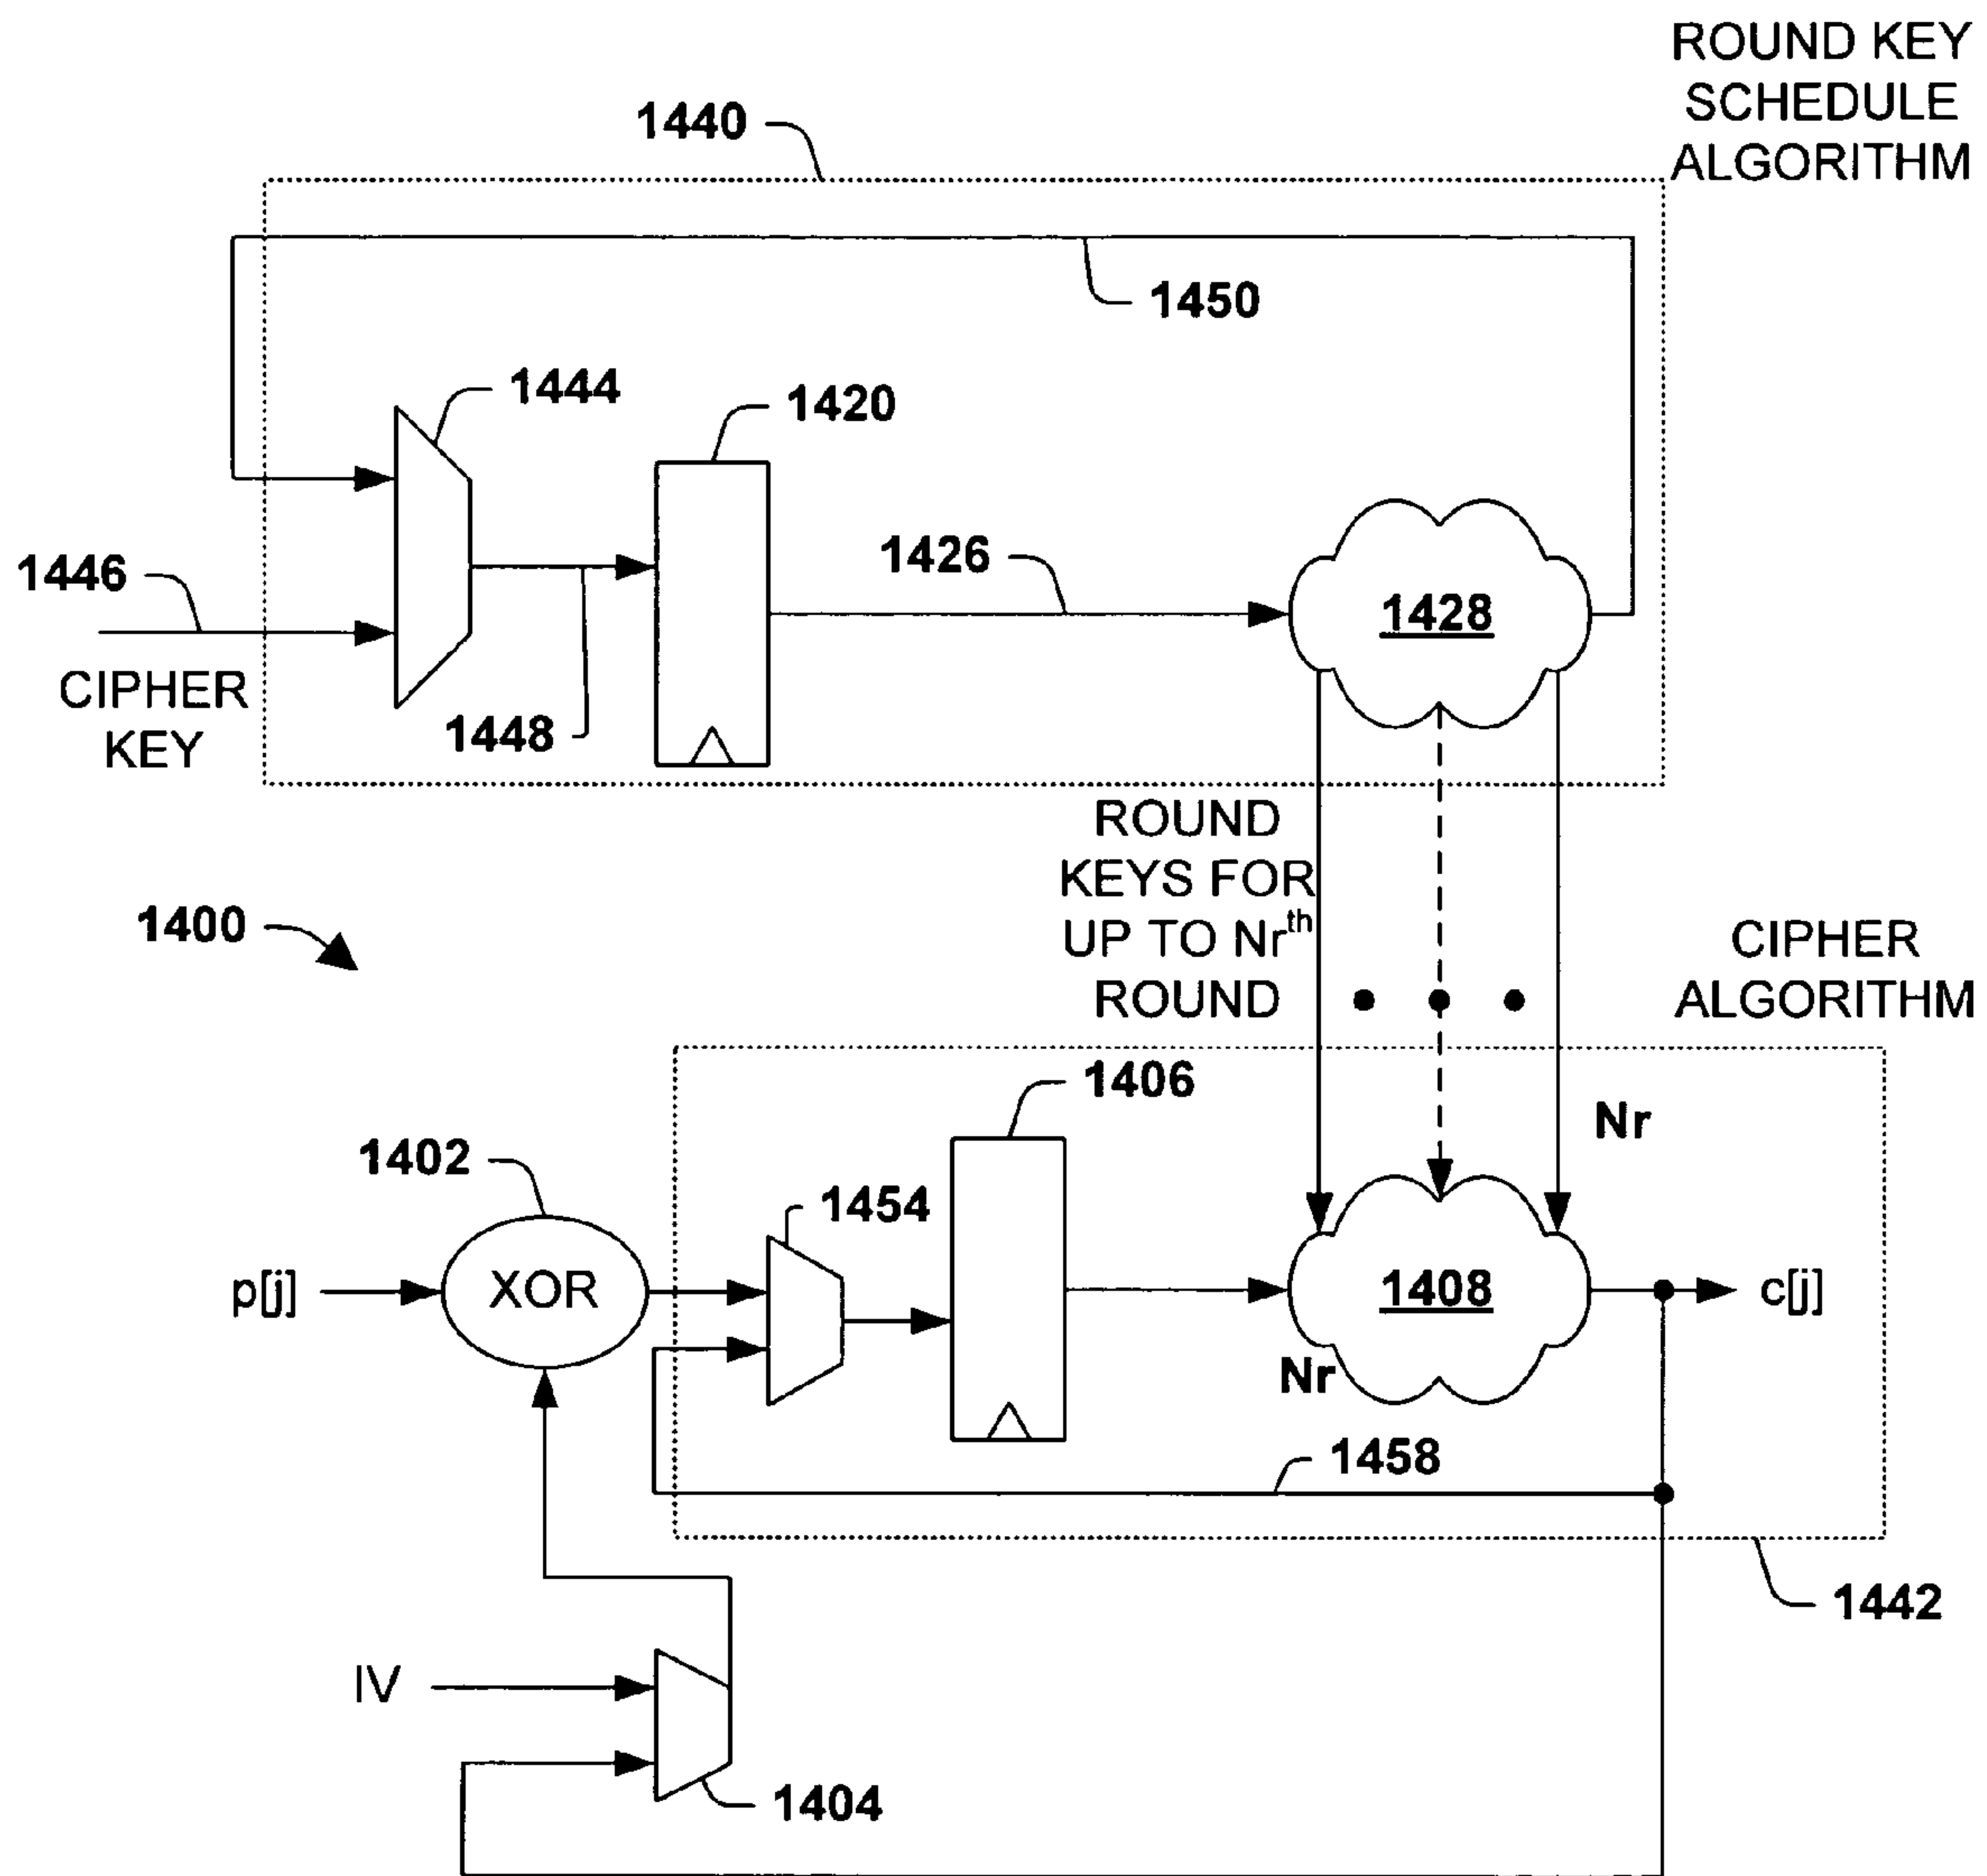 ROUND KEY
SCHEDULE
ALGORITHM
1440
1450
1444
1420
1446
1426
1428
CIPHER
KEY
1448
ROUND
KEYS FOR
UP TO Nrth
ROUND
1400
CIPHER
ALGORITHM
1406
Nr
1402
1454
p[j]
XOR
1408
c[j]
Nr
1458
1442
IV
1404